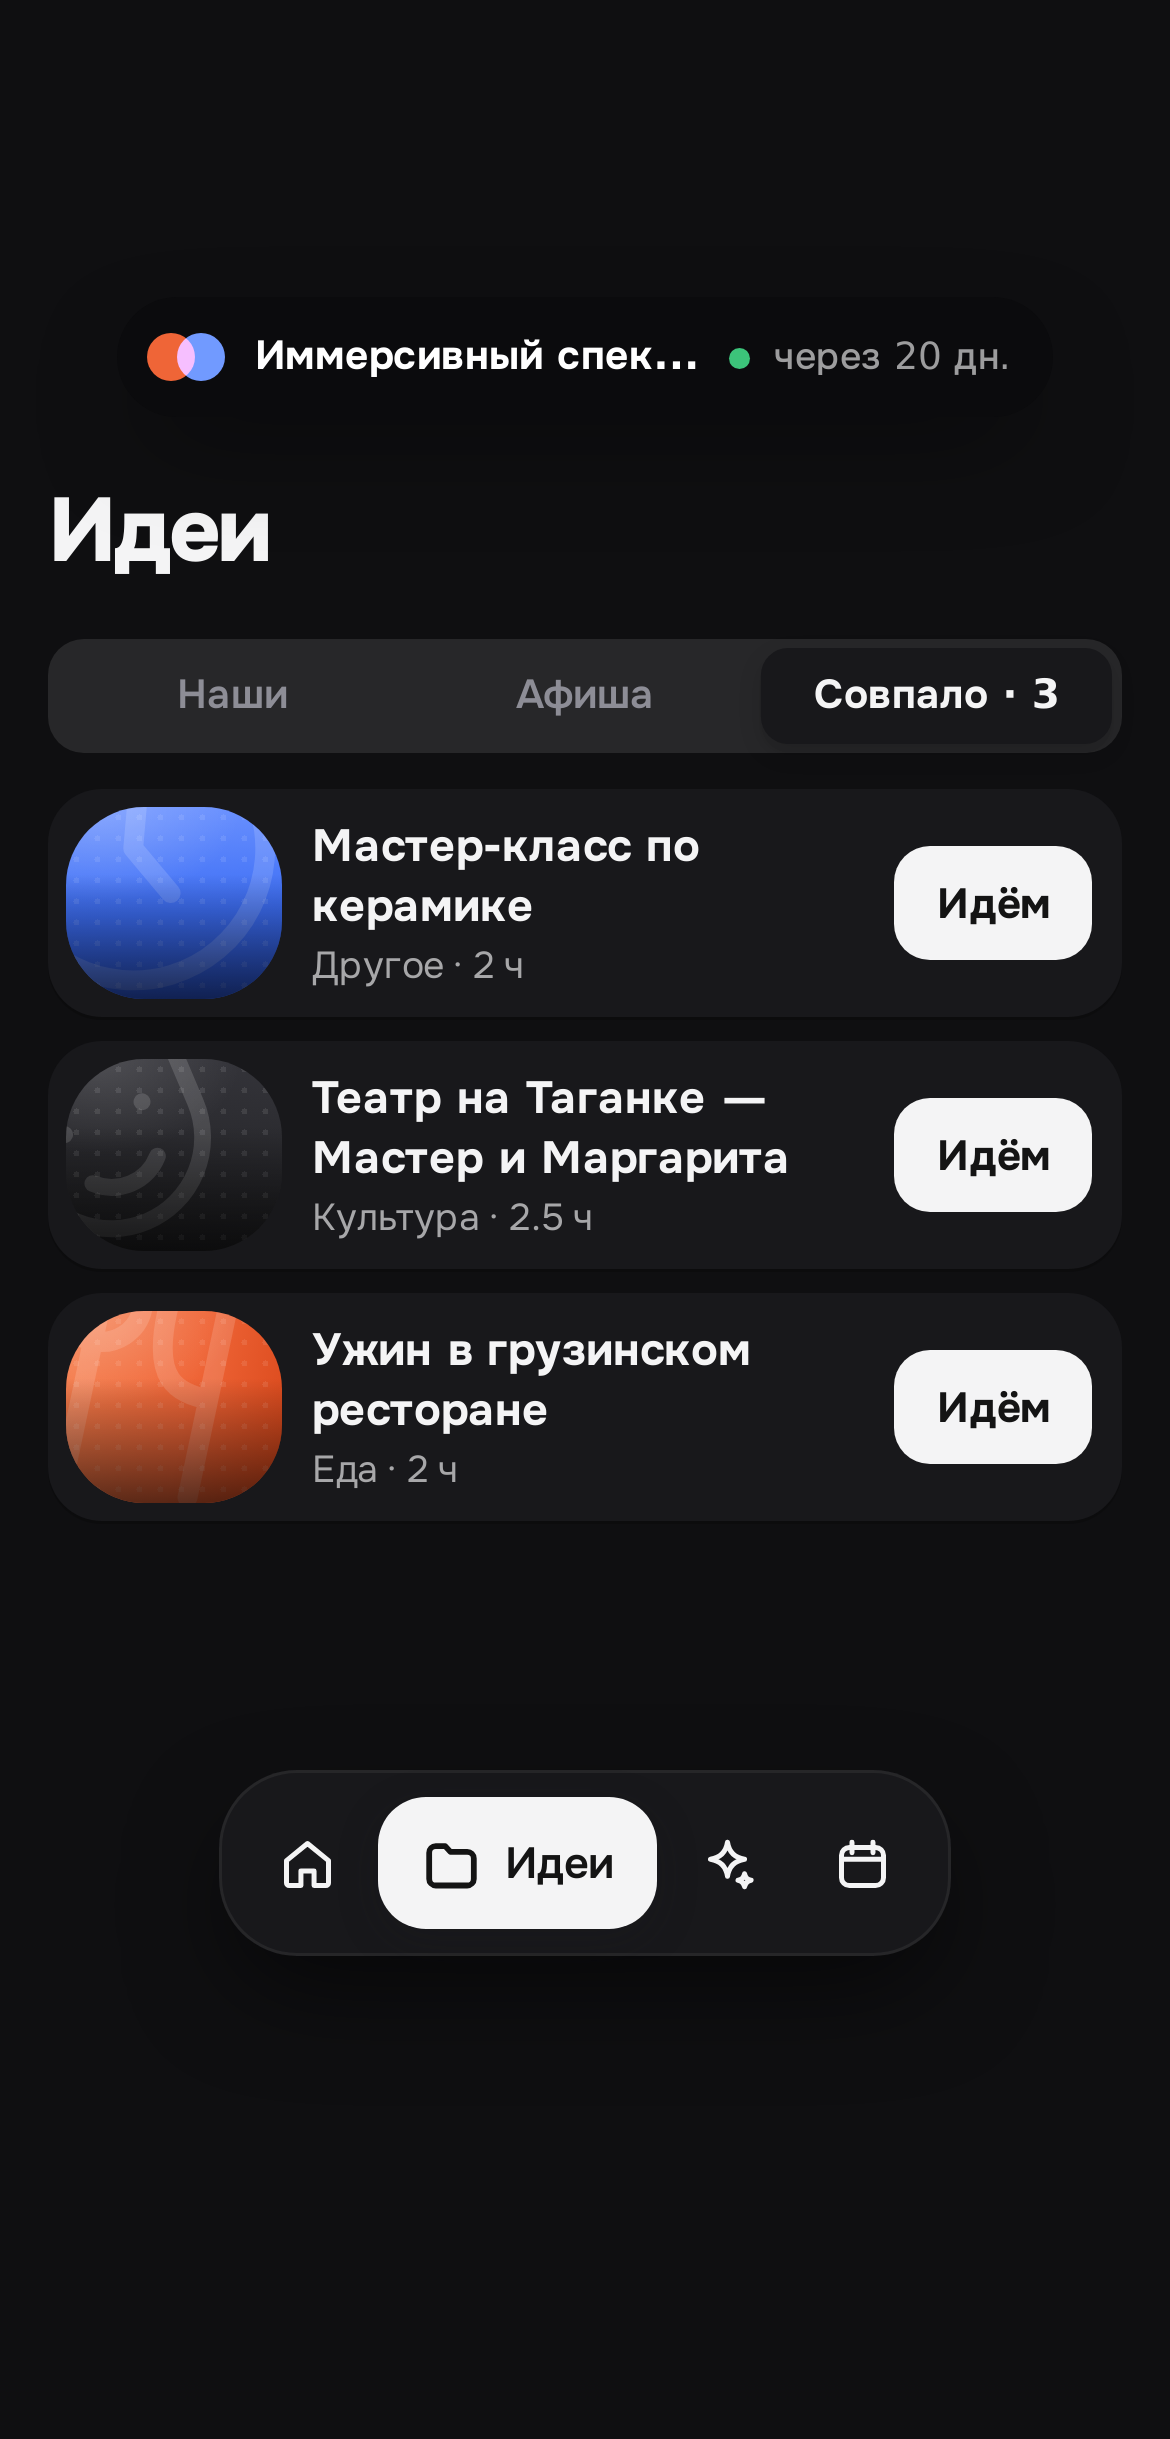 Иммерсивный спек... через 20 дн.
Идеи
Наши Афиша Совпало · 3
Мастер-класс по
керамике
Другое · 2 ч
Идём
Театр на Таганке —
Мастер и Маргарита
Культура · 2.5 ч
Идём
Ужин в грузинском
ресторане
Еда · 2 ч
Идём
Идеи